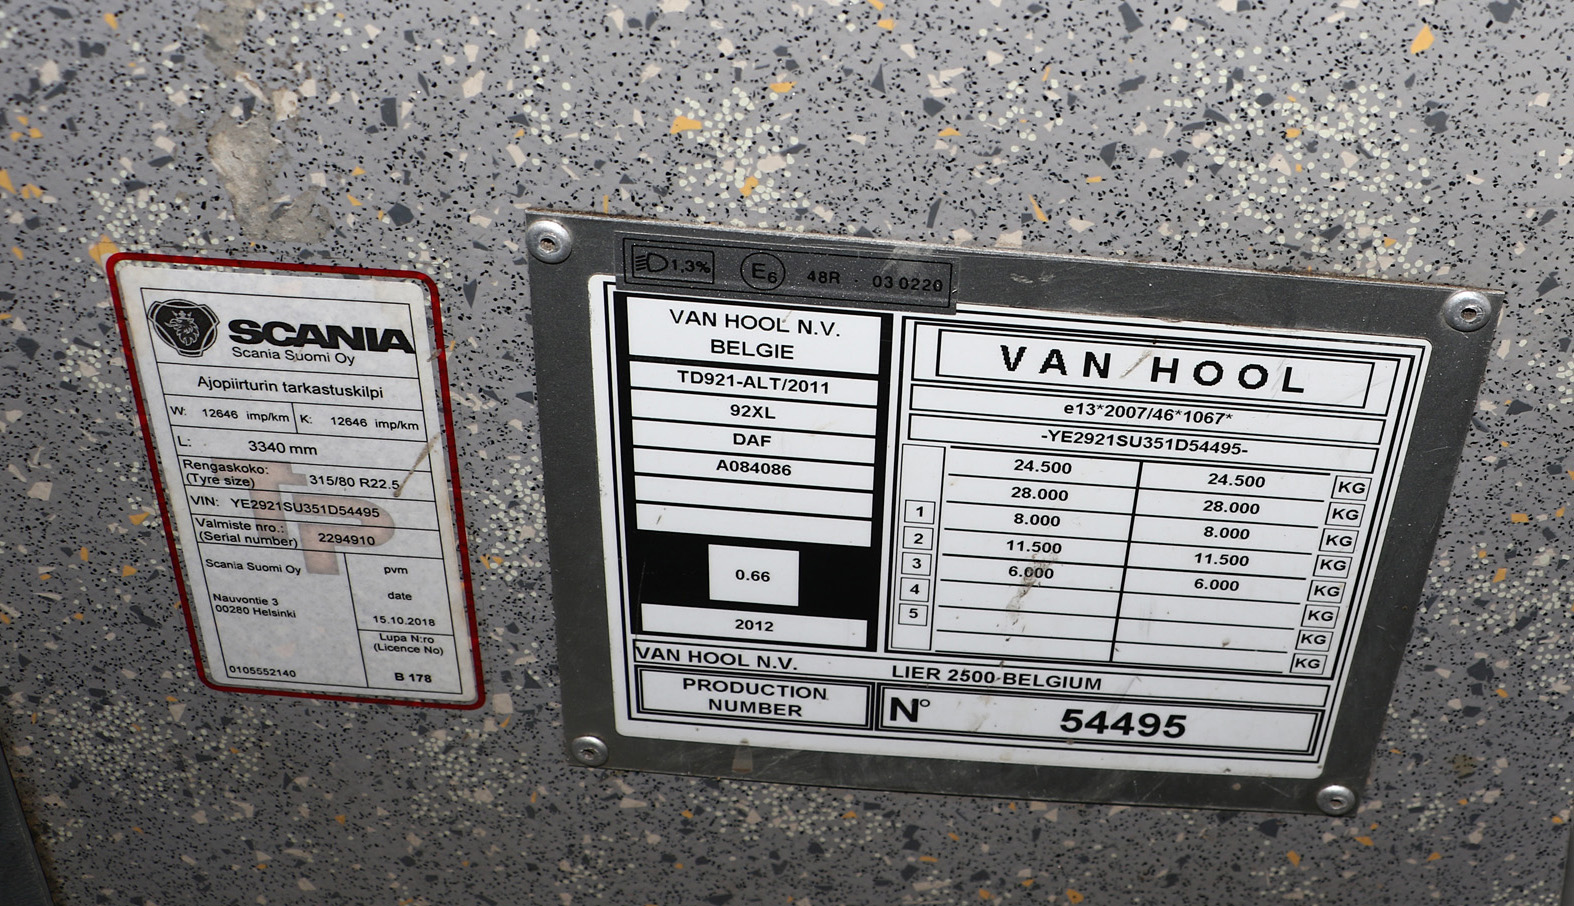 SCANIA
Scania Suomi Oy
Ajopiirturin tarkastuskilpi
W: 12646 imp/km K: 12646 imp/km
L: 3340 mm
Rengaskoko:
(Tyre size) 315/80 R22.5
VIN: YE2921SU351D54495
Valmiste nro.:
(Serial number) 2294910
Scania Suomi Oy
Nauvontie 3
00280 Helsinki
0105552140
pvm
date
15.10.2018
Lupa N:ro
(Licence No)
B 178
1,3% E6 48R - 03 0220
VAN HOOL N.V.
BELGIE
TD921-ALT/2011
92XL
DAF
A084086
0.66
2012
VAN HOOL
e13*2007/46*1067*
-YE2921SU351D54495-
24.500 24.500 KG
28.000 28.000 KG
1 8.000 8.000 KG
2 11.500 11.500 KG
3 6.000 6.000 KG
4 KG
5 KG
KG
VAN HOOL N.V. LIER 2500-BELGIUM
PRODUCTION
NUMBER
N° 54495